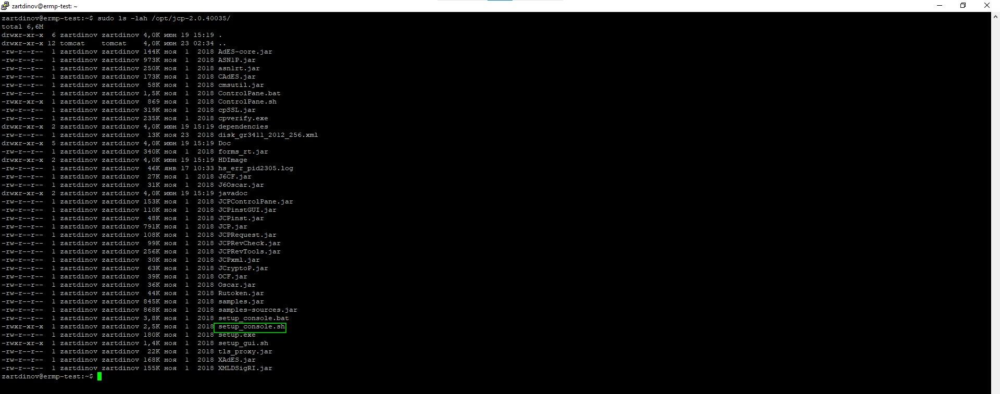 zartdinov@ermp-test: ~
zartdinov@ermp-test:~$ sudo ls -lah /opt/jcp-2.0.40035/
total 6,6M
drwxr-xr-x  6 zartdinov zartdinov 4,0K июн 19 15:19 .
drwxr-xr-x 12 tomcat    tomcat    4,0K июн 23 02:34 ..
-rw-r--r--  1 zartdinov zartdinov 144K ноя  1  2018 AdES-core.jar
-rw-r--r--  1 zartdinov zartdinov 973K ноя  1  2018 ASN1P.jar
-rw-r--r--  1 zartdinov zartdinov 250K ноя  1  2018 asn1rt.jar
-rw-r--r--  1 zartdinov zartdinov 173K ноя  1  2018 CAdES.jar
-rw-r--r--  1 zartdinov zartdinov  58K ноя  1  2018 cmsutil.jar
-rw-r--r--  1 zartdinov zartdinov 1,5K ноя  1  2018 ControlPane.bat
-rwxr-xr-x  1 zartdinov zartdinov  869 ноя  1  2018 ControlPane.sh
-rw-r--r--  1 zartdinov zartdinov 319K ноя  1  2018 cpSSL.jar
-rw-r--r--  1 zartdinov zartdinov 235K ноя  1  2018 cpverify.exe
drwxr-xr-x  2 zartdinov zartdinov 4,0K июн 19 15:19 dependencies
-rw-r--r--  1 zartdinov zartdinov  13K ноя 23  2018 disk_gr3411_2012_256.xml
drwxr-xr-x  5 zartdinov zartdinov 4,0K июн 19 15:19 Doc
-rw-r--r--  1 zartdinov zartdinov 340K ноя  1  2018 forms_rt.jar
drwxr-xr-x  2 zartdinov zartdinov 4,0K июн 19 15:19 HDImage
-rw-r--r--  1 zartdinov zartdinov  46K янв 17 10:33 hs_err_pid2305.log
-rw-r--r--  1 zartdinov zartdinov  27K ноя  1  2018 J6CF.jar
-rw-r--r--  1 zartdinov zartdinov  31K ноя  1  2018 J6Oscar.jar
drwxr-xr-x  2 zartdinov zartdinov 4,0K июн 19 15:19 javadoc
-rw-r--r--  1 zartdinov zartdinov 153K ноя  1  2018 JCPControlPane.jar
-rw-r--r--  1 zartdinov zartdinov 110K ноя  1  2018 JCPinstGUI.jar
-rw-r--r--  1 zartdinov zartdinov  48K ноя  1  2018 JCPinst.jar
-rw-r--r--  1 zartdinov zartdinov 791K ноя  1  2018 JCP.jar
-rw-r--r--  1 zartdinov zartdinov 108K ноя  1  2018 JCPRequest.jar
-rw-r--r--  1 zartdinov zartdinov  99K ноя  1  2018 JCPRevCheck.jar
-rw-r--r--  1 zartdinov zartdinov 256K ноя  1  2018 JCPRevTools.jar
-rw-r--r--  1 zartdinov zartdinov  30K ноя  1  2018 JCPxml.jar
-rw-r--r--  1 zartdinov zartdinov  63K ноя  1  2018 JCryptoP.jar
-rw-r--r--  1 zartdinov zartdinov  39K ноя  1  2018 OCF.jar
-rw-r--r--  1 zartdinov zartdinov  36K ноя  1  2018 Oscar.jar
-rw-r--r--  1 zartdinov zartdinov  44K ноя  1  2018 Rutoken.jar
-rw-r--r--  1 zartdinov zartdinov 845K ноя  1  2018 samples.jar
-rw-r--r--  1 zartdinov zartdinov 868K ноя  1  2018 samples-sources.jar
-rw-r--r--  1 zartdinov zartdinov 3,8K ноя  1  2018 setup_console.bat
-rwxr-xr-x  1 zartdinov zartdinov 2,5K ноя  1  2018 setup_console.sh
-rw-r--r--  1 zartdinov zartdinov 180K ноя  1  2018 setup.exe
-rwxr-xr-x  1 zartdinov zartdinov 1,4K ноя  1  2018 setup_gui.sh
-rw-r--r--  1 zartdinov zartdinov  22K ноя  1  2018 tls_proxy.jar
-rw-r--r--  1 zartdinov zartdinov 168K ноя  1  2018 XAdES.jar
-rw-r--r--  1 zartdinov zartdinov 155K ноя  1  2018 XMLDSigRI.jar
zartdinov@ermp-test:~$